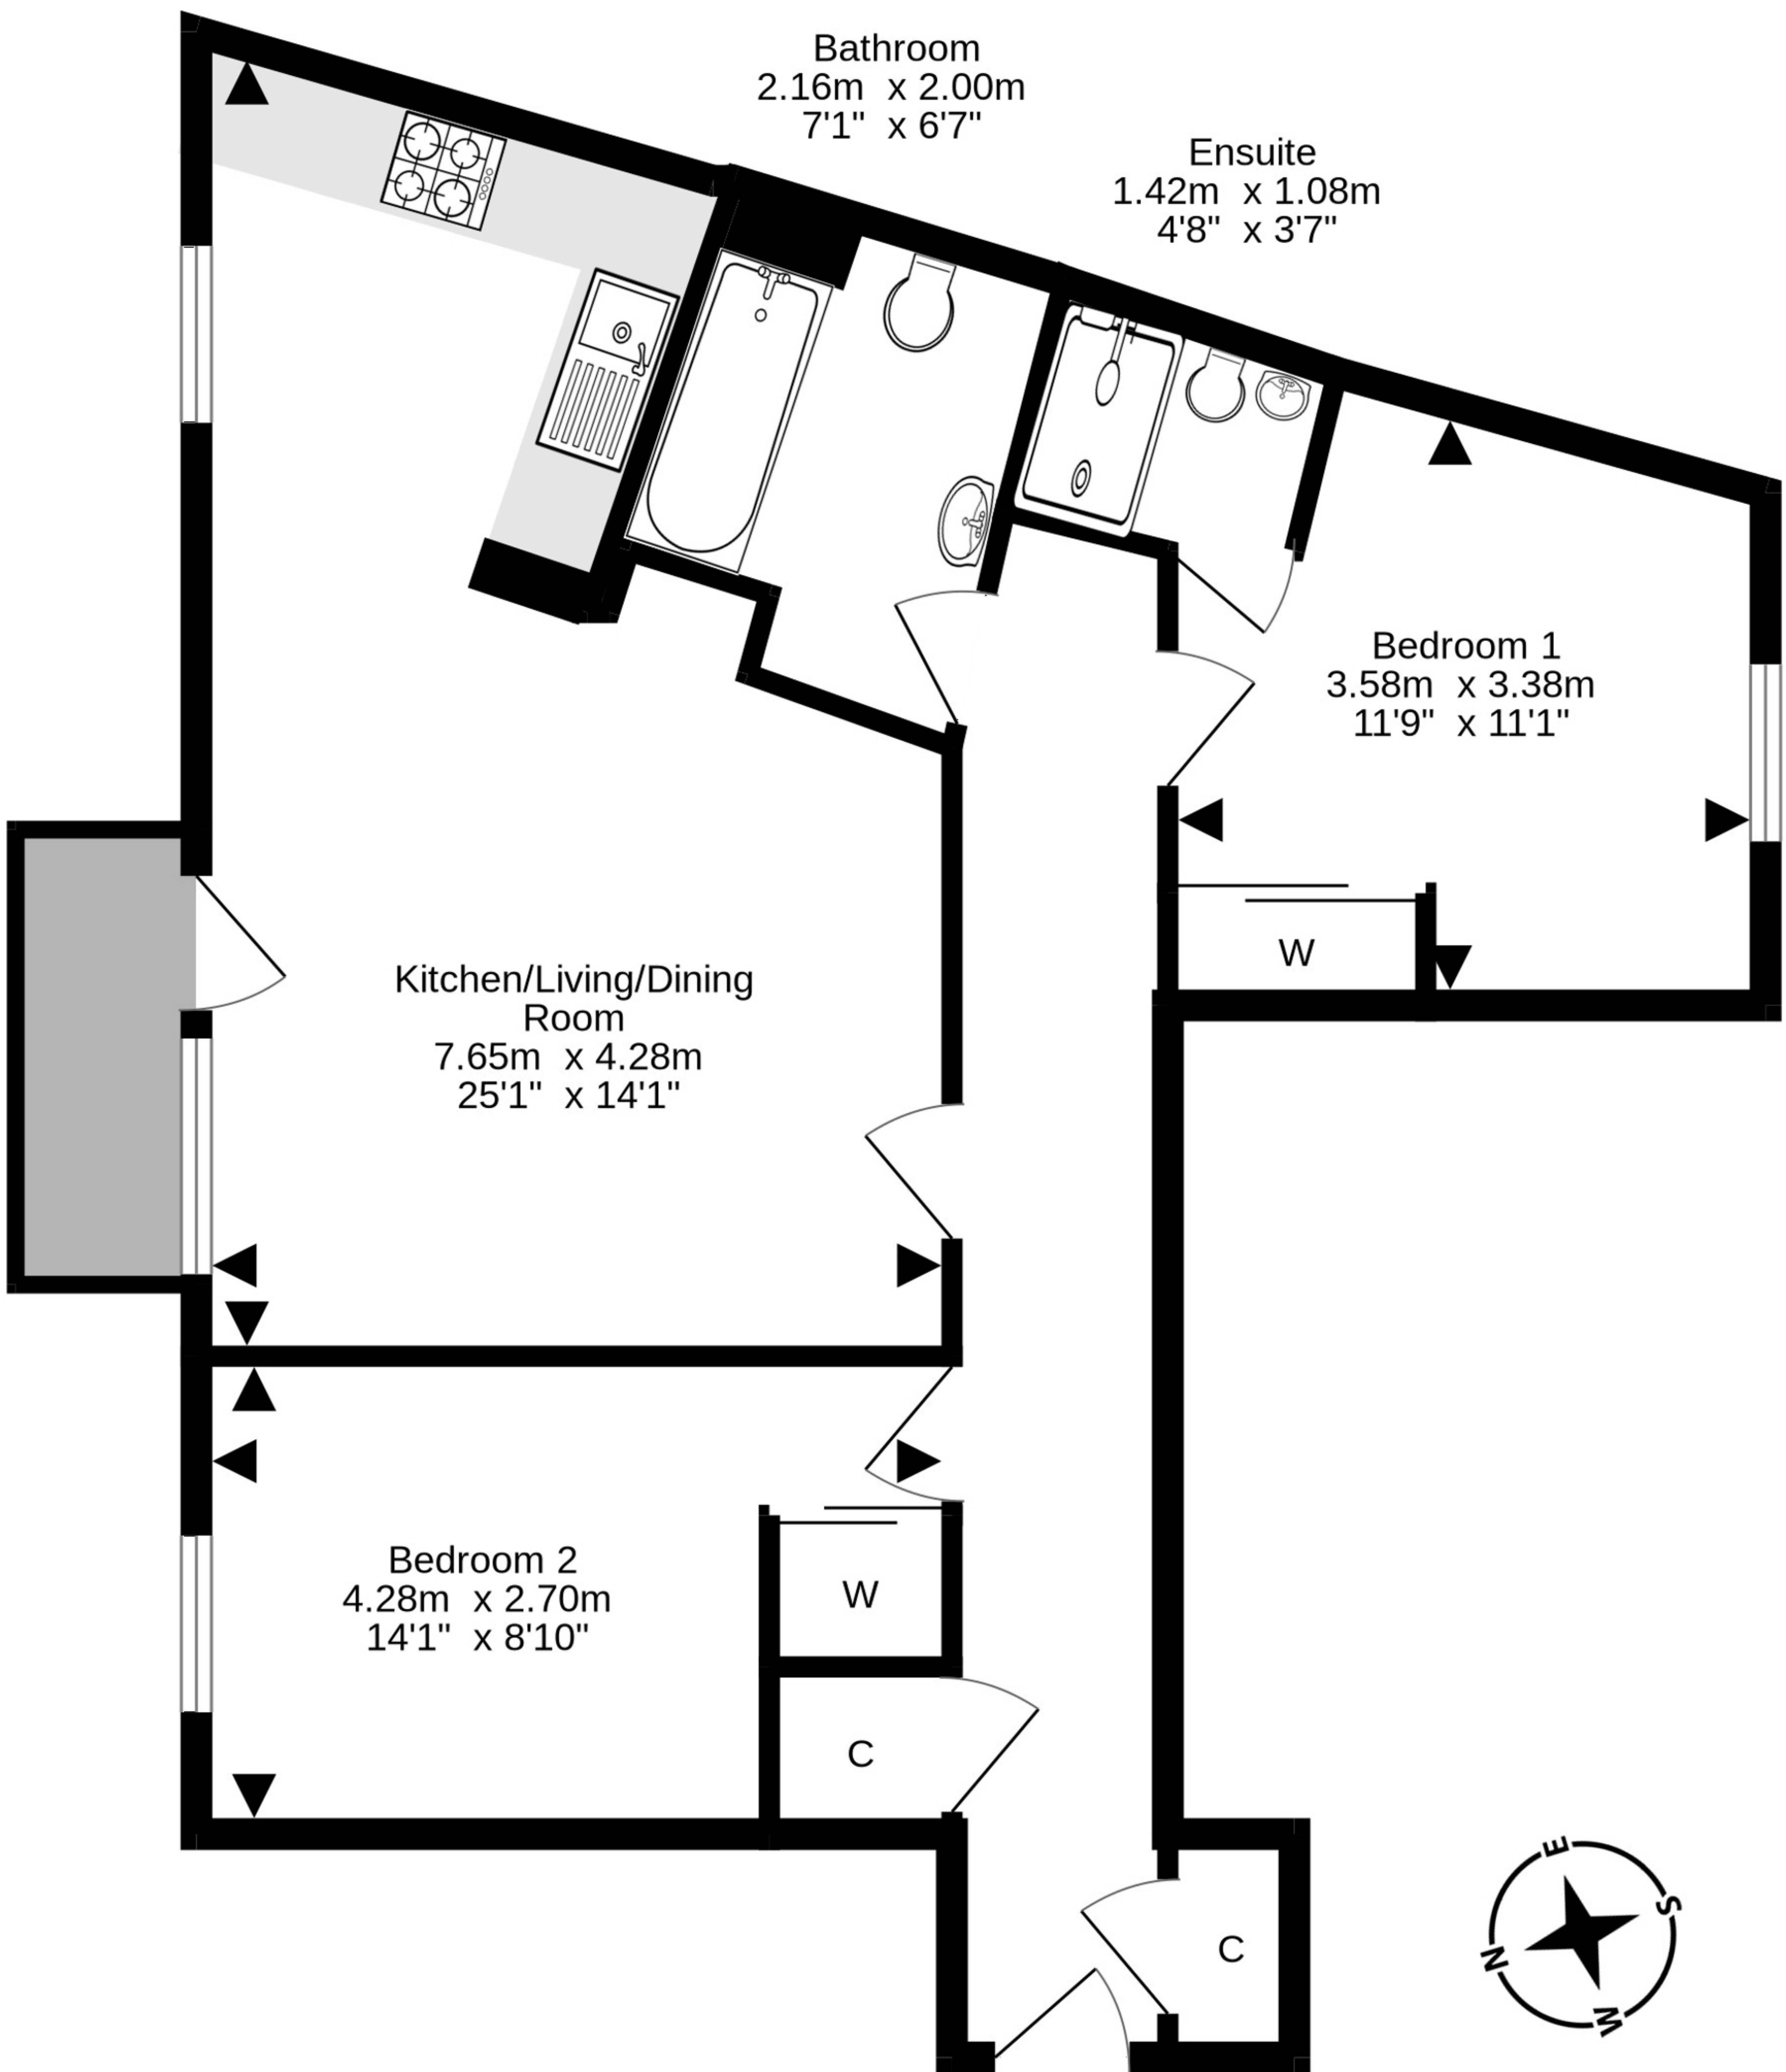 Bathroom
2.16m x 2.00m
7'1" x 6'7"
Ensuite
1.42m x 1.08m
4'8" x 3'7"
Bedroom 1
3.58m x 3.38m
11'9" x 11'1"
W
Kitchen/Living/Dining
Room
7.65m x 4.28m
25'1" x 14'1"
Bedroom 2
4.28m x 2.70m
14'1" x 8'10"
W
C
C
E
S
N
W